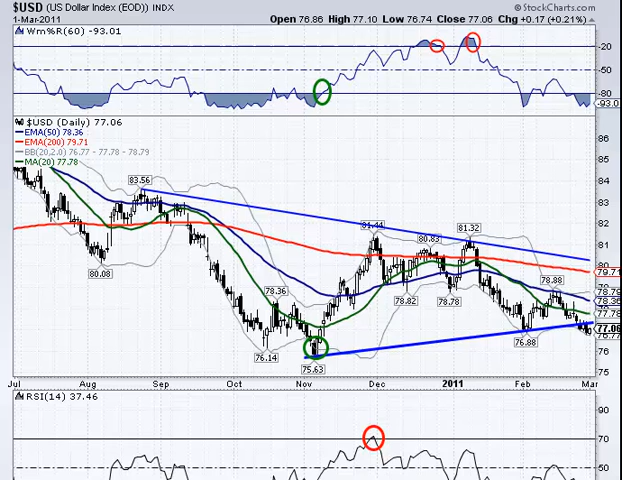 $USD (US Dollar Index (EOD)) INDX
© StockCharts.com
1-Mar-2011
Open 76.86 High 77.10 Low 76.74 Close 77.06 Chg +0.17 (+0.21%)
Wm%R(60) -93.01
-20
-50
-80
-93.0
$USD (Daily) 77.06
EMA(50) 78.36
EMA(200) 79.71
BB(20,2.0) 76.77 - 77.78 - 78.79
MA(20) 77.78
86
85
84
83
82
81
80
79.71
78.79
78.36
77.78
77.06
76.77
76
75
83.56
80.08
76.14
78.36
75.63
81.44
78.82
80.83
78.78
81.32
76.88
78.88
Jul Aug Sep Oct Nov Dec 2011 Feb Mar
RSI(14) 37.46
90
70
50